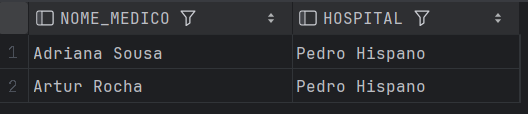 NOME_MEDICO HOSPITAL
1 Adriana Sousa Pedro Hispano
2 Artur Rocha Pedro Hispano